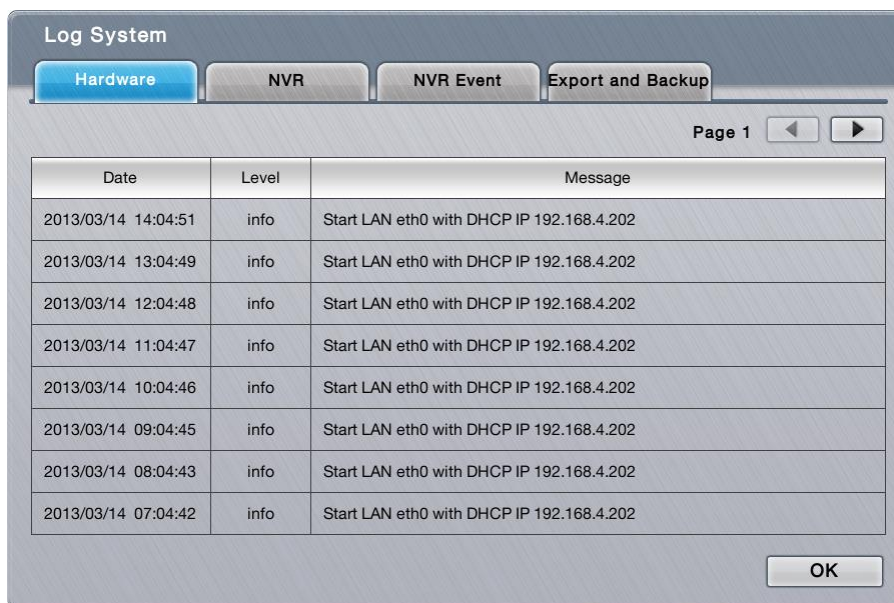 Log System
Hardware NVR NVR Event Export and Backup
Page 1
Date Level Message
2013/03/14 14:04:51 info Start LAN eth0 with DHCP IP 192.168.4.202
2013/03/14 13:04:49 info Start LAN eth0 with DHCP IP 192.168.4.202
2013/03/14 12:04:48 info Start LAN eth0 with DHCP IP 192.168.4.202
2013/03/14 11:04:47 info Start LAN eth0 with DHCP IP 192.168.4.202
2013/03/14 10:04:46 info Start LAN eth0 with DHCP IP 192.168.4.202
2013/03/14 09:04:45 info Start LAN eth0 with DHCP IP 192.168.4.202
2013/03/14 08:04:43 info Start LAN eth0 with DHCP IP 192.168.4.202
2013/03/14 07:04:42 info Start LAN eth0 with DHCP IP 192.168.4.202
OK